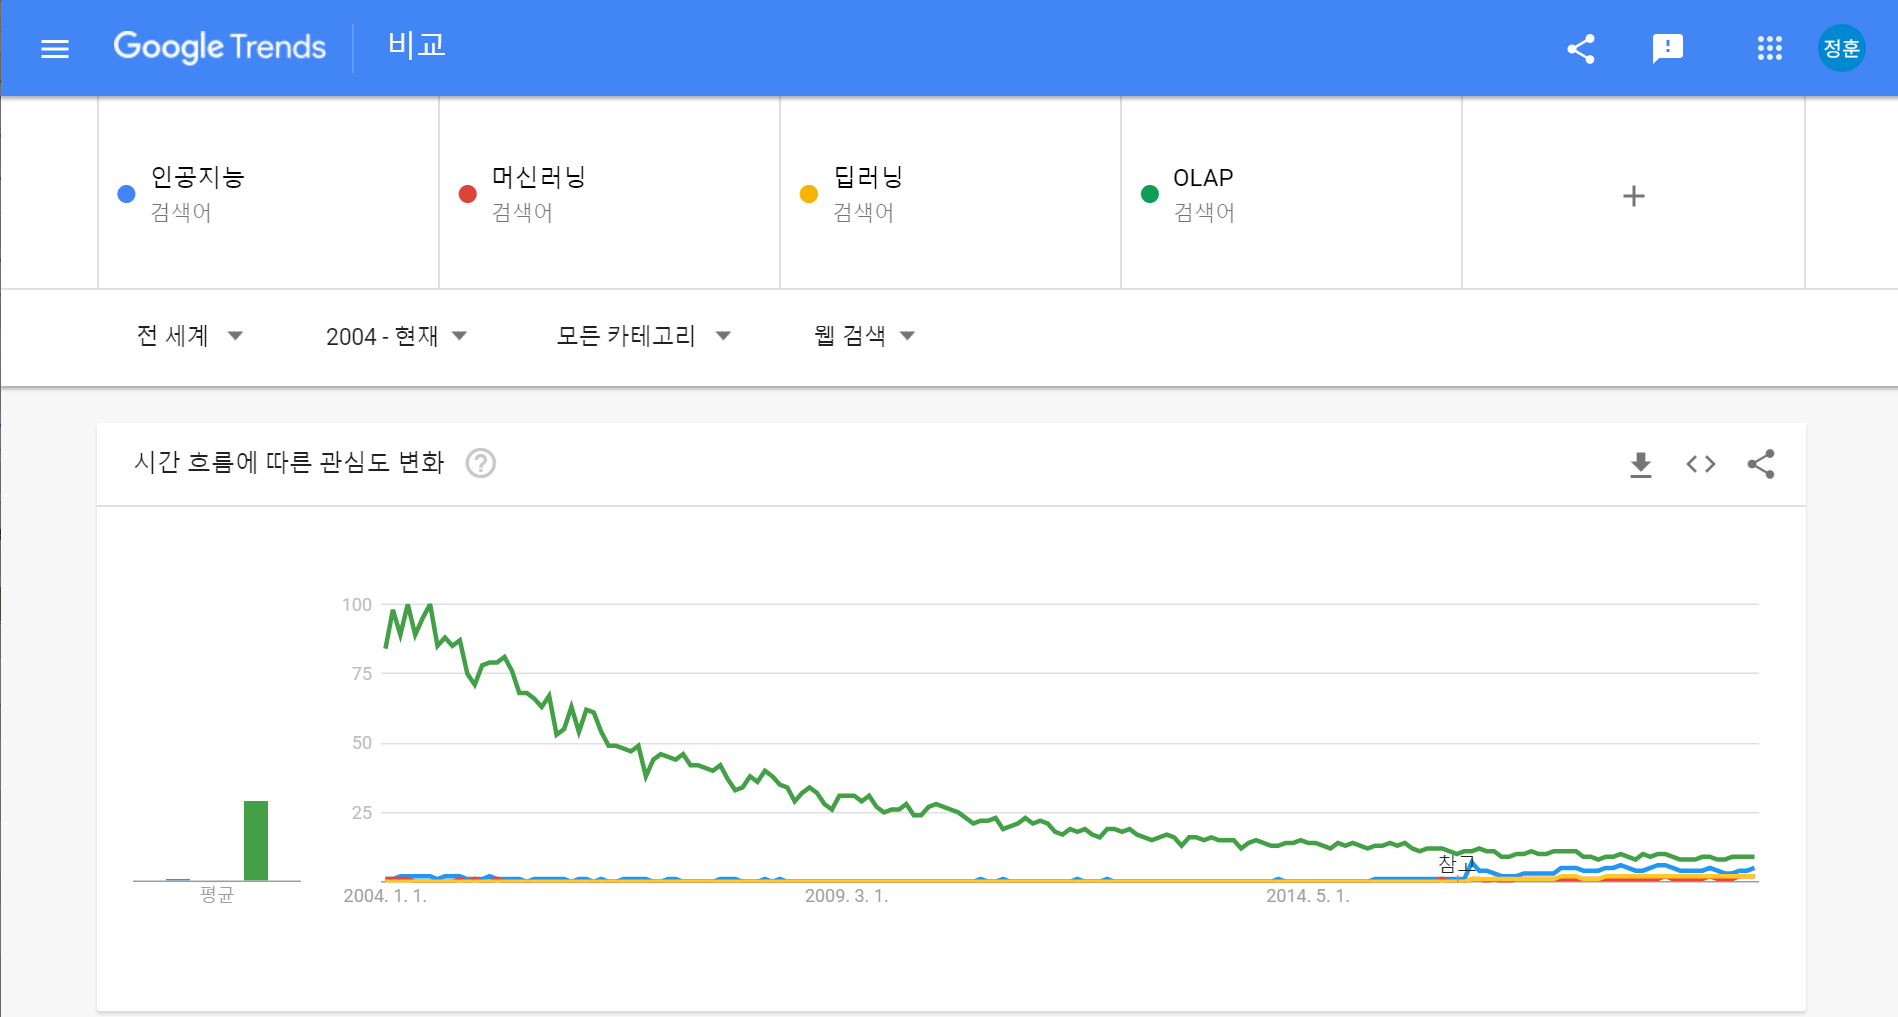 Google Trends 비교
정훈
인공지능
검색어
머신러닝
검색어
딥러닝
검색어
OLAP
검색어
전 세계
2004 - 현재
모든 카테고리
웹 검색
시간 흐름에 따른 관심도 변화
100
75
50
25
참고
평균
2004. 1. 1.
2009. 3. 1.
2014. 5. 1.